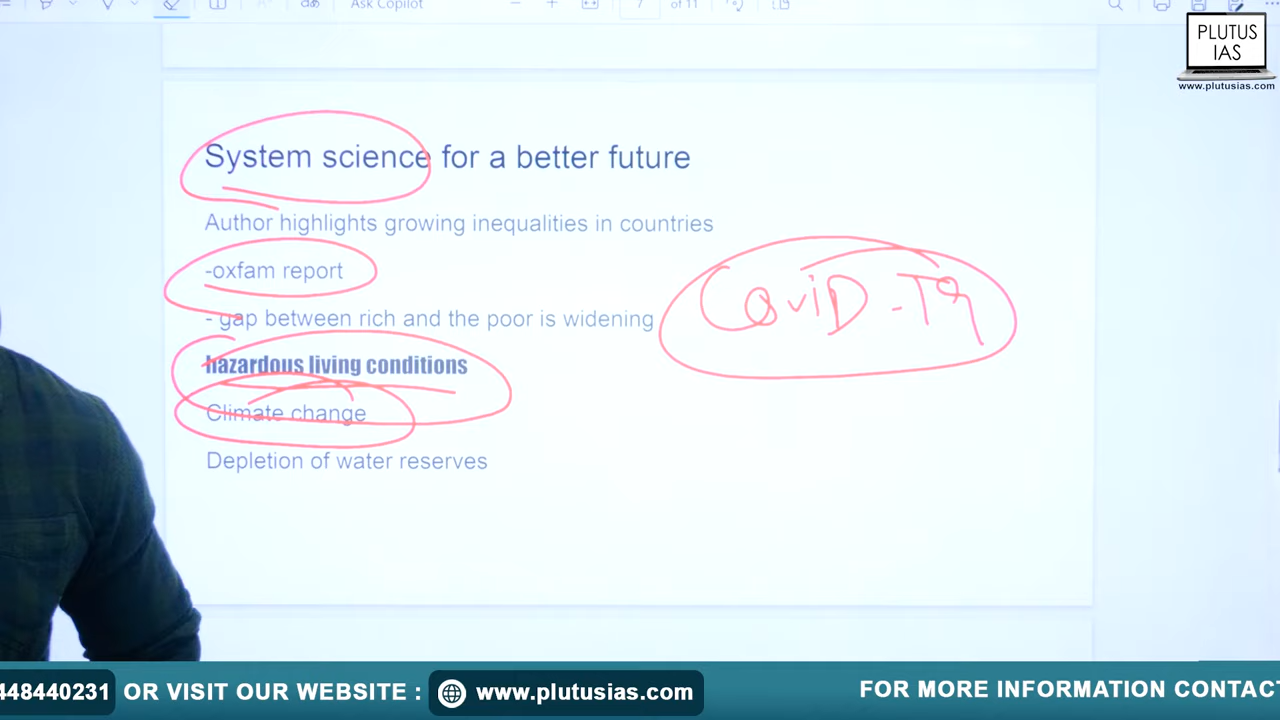 Ask Copilot
7 of 11
PLUTUS
IAS
www.plutusias.com
System science for a better future
Author highlights growing inequalities in countries
-oxfam report
- gap between rich and the poor is widening
CoviD -19
hazardous living conditions
Climate change
Depletion of water reserves
448440231 OR VISIT OUR WEBSITE : www.plutusias.com FOR MORE INFORMATION CONTACT